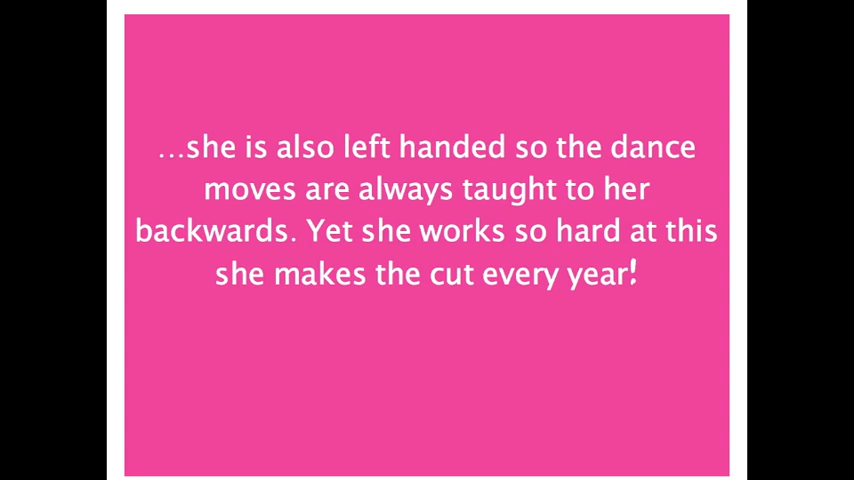 ...she is also left handed so the dance
moves are always taught to her
backwards. Yet she works so hard at this
she makes the cut every year!